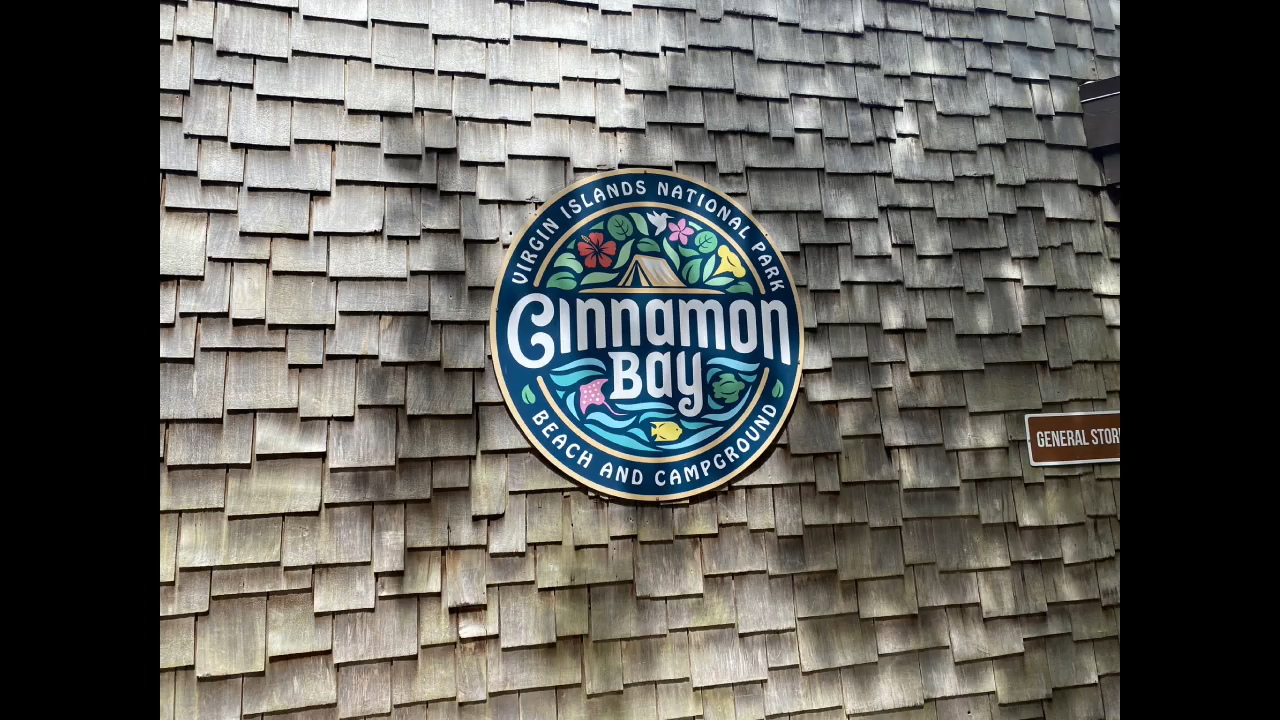 VIRGIN ISLANDS NATIONAL PARK
Cinnamon
Bay
BEACH AND CAMPGROUND
GENERAL STOR